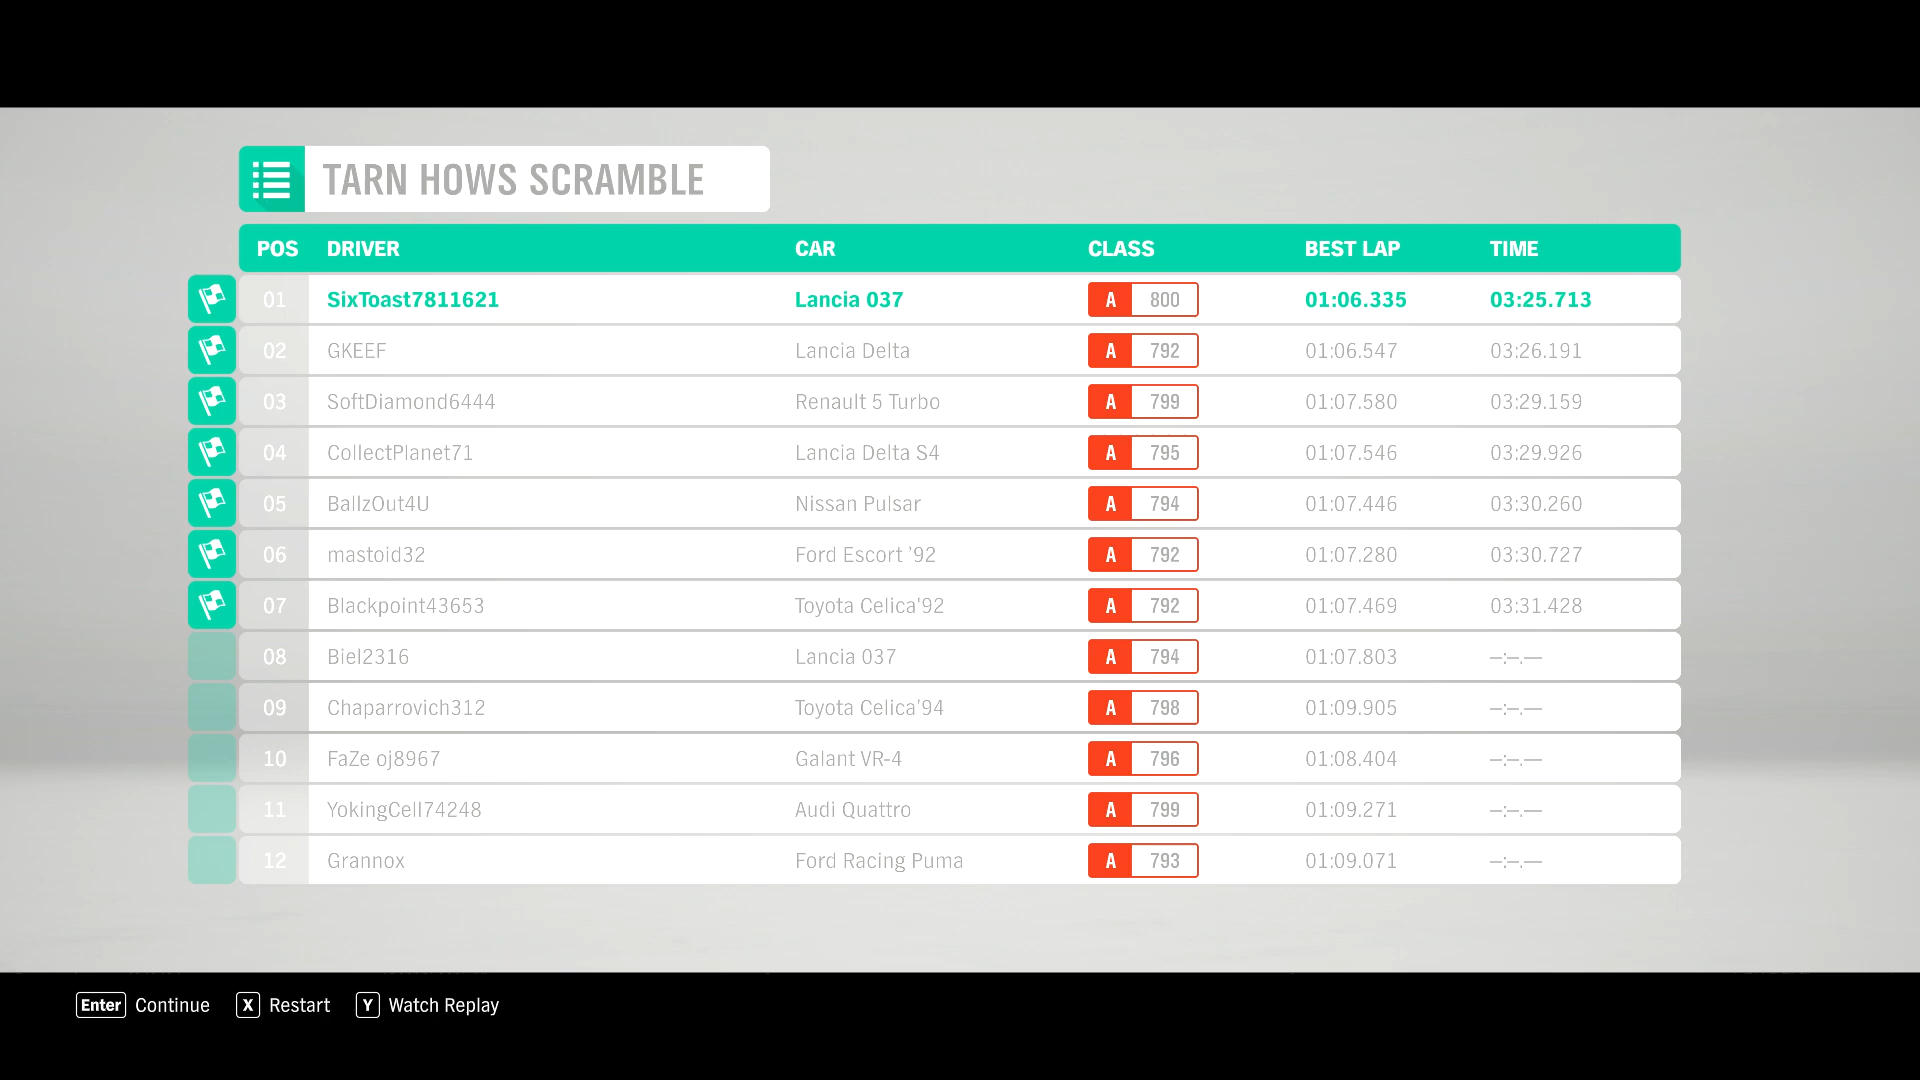 TARN HOWS SCRAMBLE
POS DRIVER CAR CLASS BEST LAP TIME
01 SixToast7811621 Lancia 037 A 800 01:06.335 03:25.713
02 GKEEF Lancia Delta A 792 01:06.547 03:26.191
03 SoftDiamond6444 Renault 5 Turbo A 799 01:07.580 03:29.159
04 CollectPlanet71 Lancia Delta S4 A 795 01:07.546 03:29.926
05 BallzOut4U Nissan Pulsar A 794 01:07.446 03:30.260
06 mastoid32 Ford Escort ’92 A 792 01:07.280 03:30.727
07 Blackpoint43653 Toyota Celica'92 A 792 01:07.469 03:31.428
08 Biel2316 Lancia 037 A 794 01:07.803 –:–.––
09 Chaparrovich312 Toyota Celica'94 A 798 01:09.905 –:–.––
10 FaZe oj8967 Galant VR-4 A 796 01:08.404 –:–.––
11 YokingCell74248 Audi Quattro A 799 01:09.271 –:–.––
12 Grannox Ford Racing Puma A 793 01:09.071 –:–.––
Enter Continue X Restart Y Watch Replay